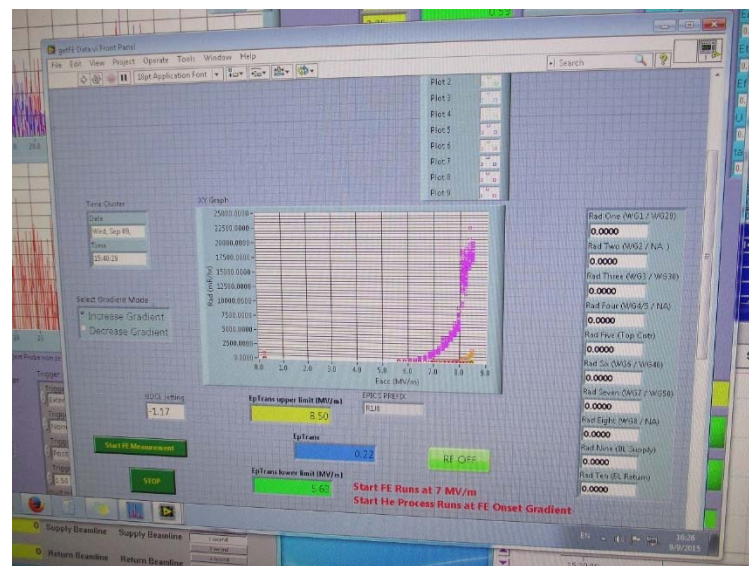 0.59
getFE Data.vi Front Panel
File Edit View Project Operate Tools Window Help
18pt Application Font
Search
Plot 2
Plot 3
Plot 4
Plot 5
Plot 6
Plot 7
Plot 8
Plot 9
Time Cluster
Date
Wed, Sep 09,
Time
15:40:29
XY Graph
25000.0000
22500.0000
20000.0000
17500.0000
15000.0000
12500.0000
10000.0000
7500.0000
5000.0000
2500.0000
0.0000
Rad (mR/hr)
0.0 1.0 2.0 3.0 4.0 5.0 6.0 7.0 8.0 9.0
Eacc (MV/m)
Select Gradient Mode
Increase Gradient
Decrease Gradient
Rad One (WG1 / WG2B)
0.0000
Rad Two (WG2 / NA )
0.0000
Rad Three (WG3 / WG3B)
0.0000
Rad Four (WG4/5 / NA)
0.0000
Rad Five (Top Cntr)
0.0000
Rad Six (WG6 / WG4B)
0.0000
Rad Seven (WG7 / WG5B)
0.0000
Rad Eight (WG8 / NA)
0.0000
Rad Nine (BL Supply)
0.0000
Rad Ten (BL Return)
0.0000
-1.17
EpTrans upper limit (MV/m)
8.50
EPICS PREFIX
EpTrans
0.22
EpTrans lower limit (MV/m)
5.63
Start FE Measurement
STOP
RF OFF
Start FE Runs at 7 MV/m
Start He Process Runs at FE Onset Gradient
EN
16:26
9/9/2015
0 Supply Beamline Supply Beamline
0 Return Beamline Return Beamline